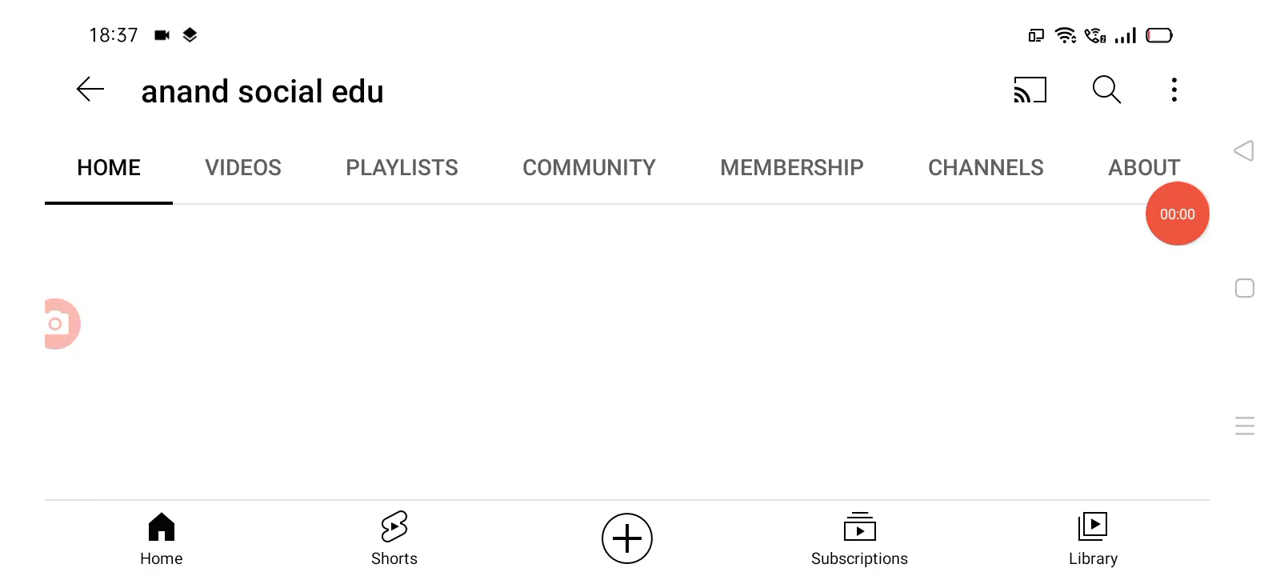 18:37
anand social edu
HOME VIDEOS PLAYLISTS COMMUNITY MEMBERSHIP CHANNELS ABOUT
00:00
Home Shorts Subscriptions Library